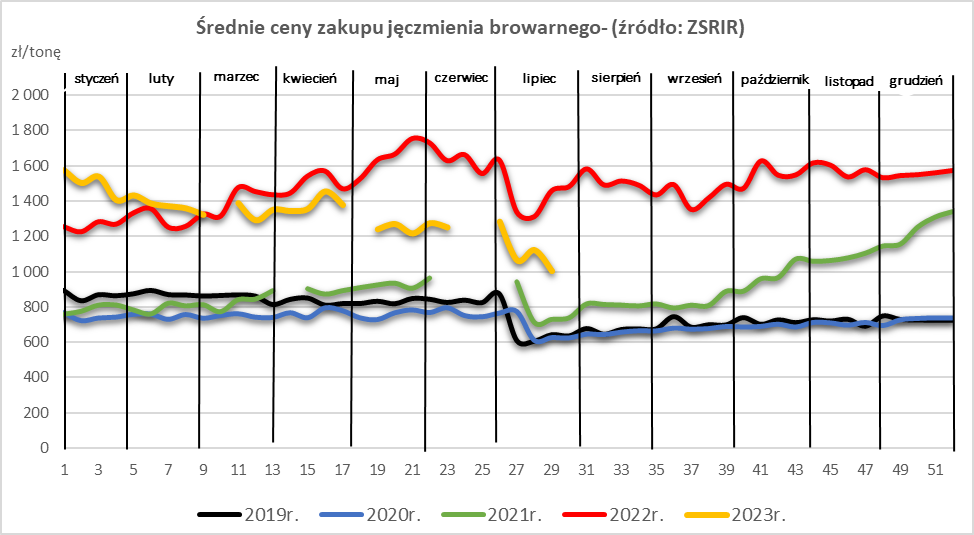 Średnie ceny zakupu jęczmienia browarnego- (źródło: ZSRIR)
zł/tonę
styczeń luty marzec kwiecień maj czerwiec lipiec sierpień wrzesień październik listopad grudzień
2 000
1 800
1 600
1 400
1 200
1 000
800
600
400
200
0
1 3 5 7 9 11 13 15 17 19 21 23 25 27 29 31 33 35 37 39 41 43 45 47 49 51
2019r. 2020r. 2021r. 2022r. 2023r.